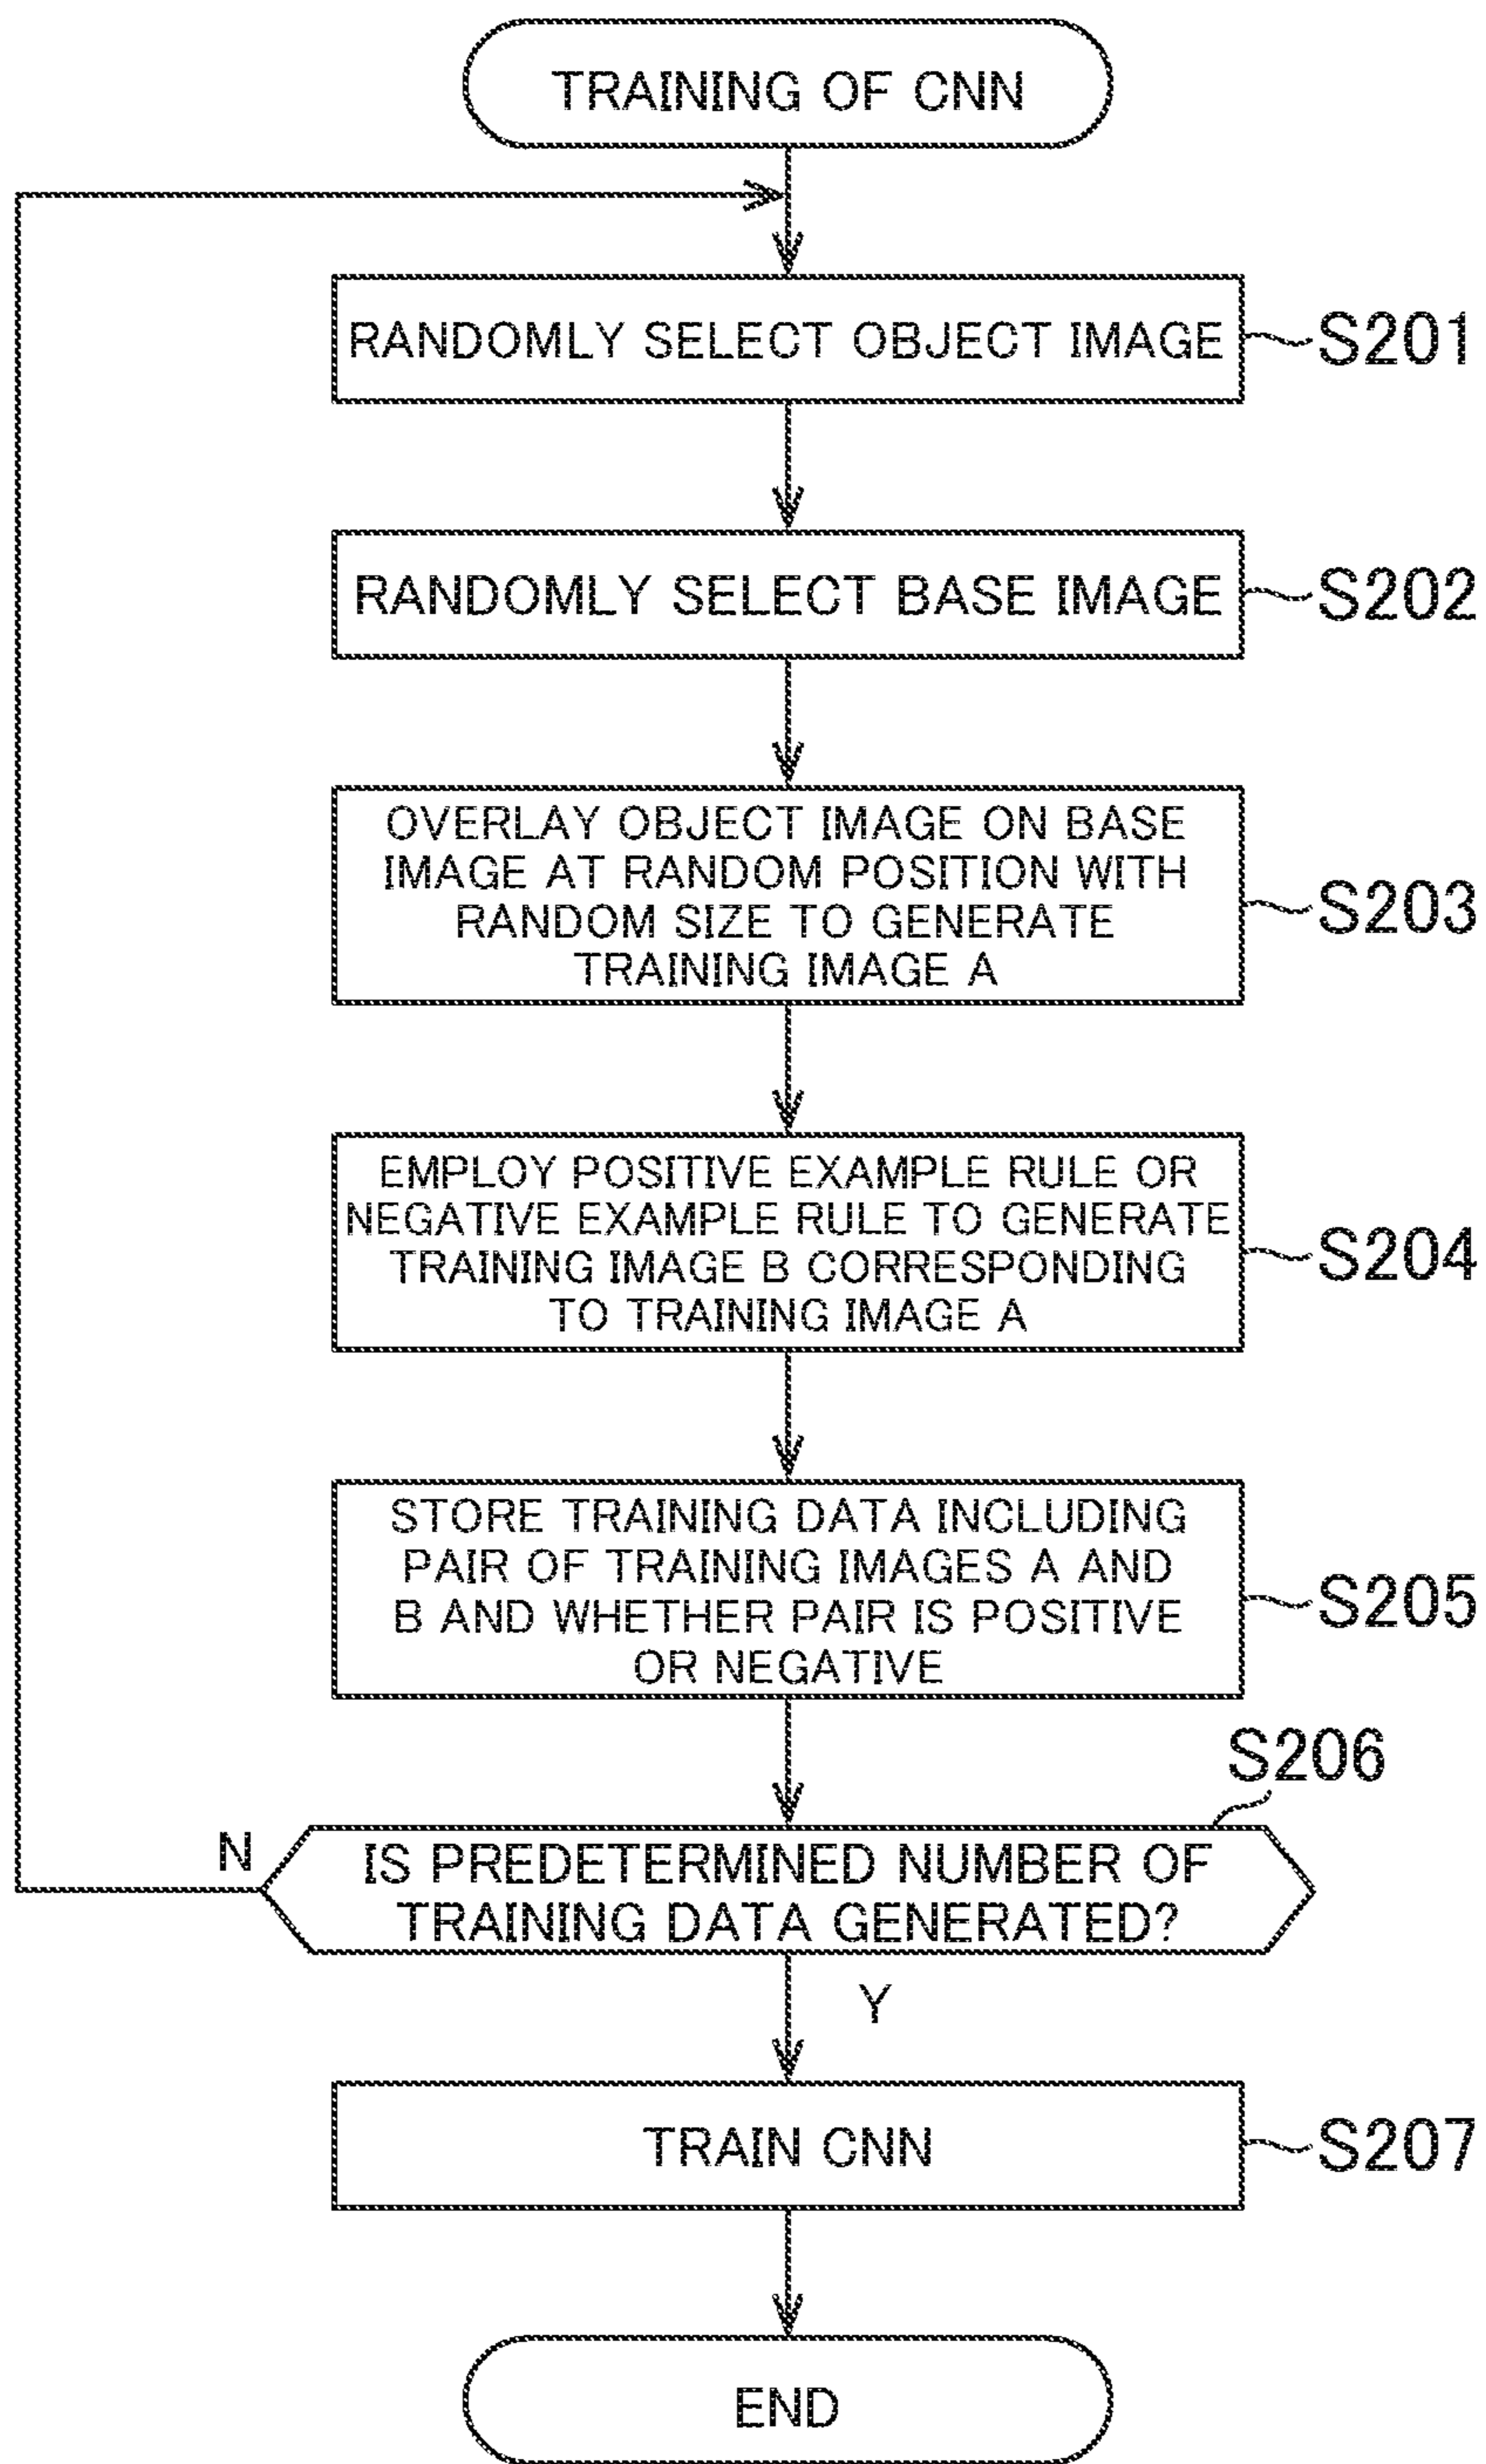 TRAINING OF CNN
RANDOMLY SELECT OBJECT IMAGE
S201
RANDOMLY SELECT BASE IMAGE
S202
OVERLAY OBJECT IMAGE ON BASE
IMAGE AT RANDOM POSITION WITH
RANDOM SIZE TO GENERATE
TRAINING IMAGE A
S203
EMPLOY POSITIVE EXAMPLE RULE OR
NEGATIVE EXAMPLE RULE TO GENERATE
TRAINING IMAGE B CORRESPONDING
TO TRAINING IMAGE A
S204
STORE TRAINING DATA INCLUDING
PAIR OF TRAINING IMAGES A AND
B AND WHETHER PAIR IS POSITIVE
OR NEGATIVE
S205
S206
N
IS PREDETERMINED NUMBER OF
TRAINING DATA GENERATED?
Y
TRAIN CNN
S207
END